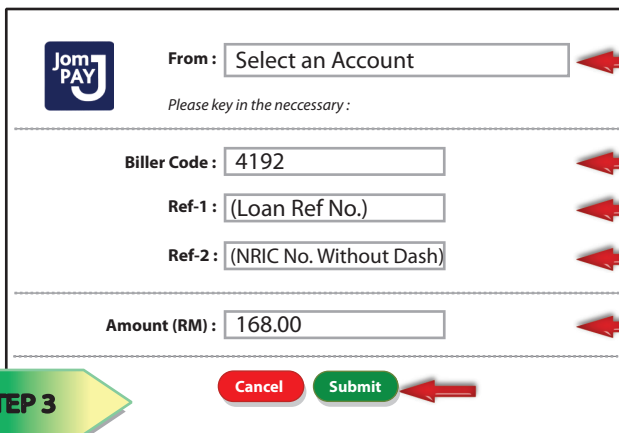 Jom
PAY
From : Select an Account
Please key in the neccessary :
Biller Code : 4192
Ref-1 : (Loan Ref No.)
Ref-2 : (NRIC No. Without Dash)
Amount (RM) : 168.00
Cancel Submit
TEP 3